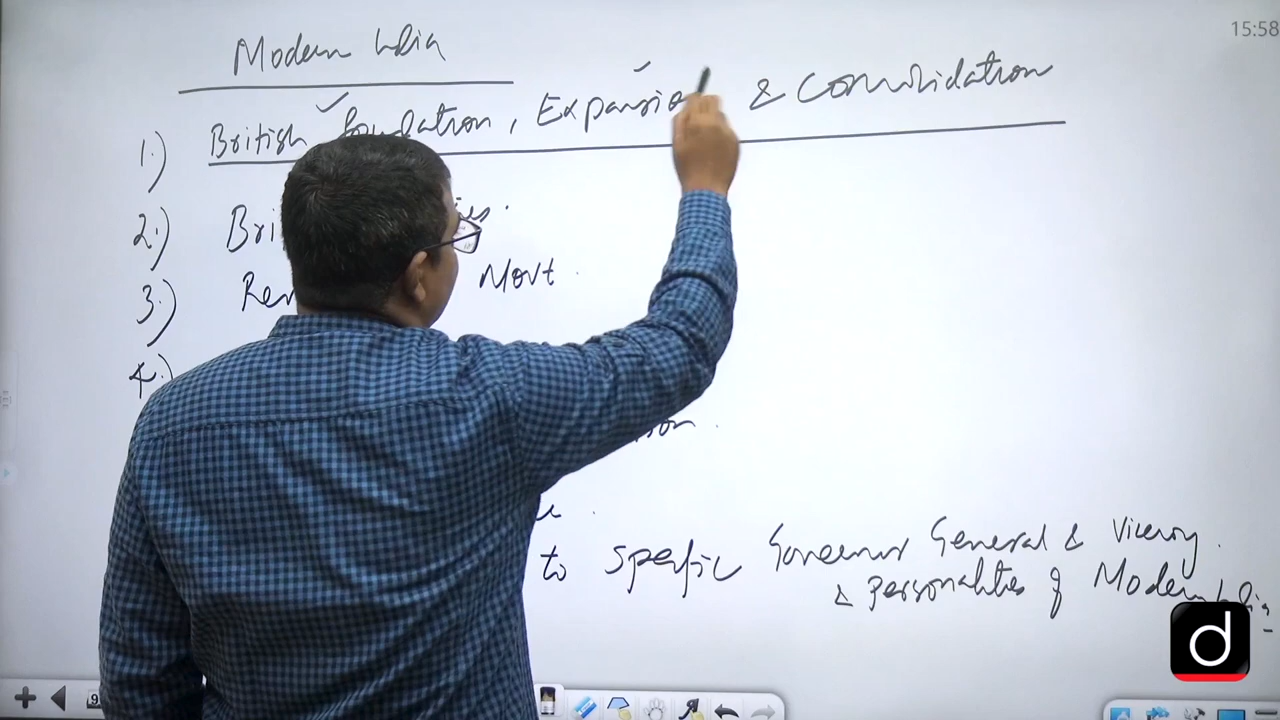 15:58
Modern India
1.) British foundation, Expansion & Consolidation
2.) Bri
3.) Movt.
4.)
to Specific Governor General & Viceroy.
& Personalities of Modern
d